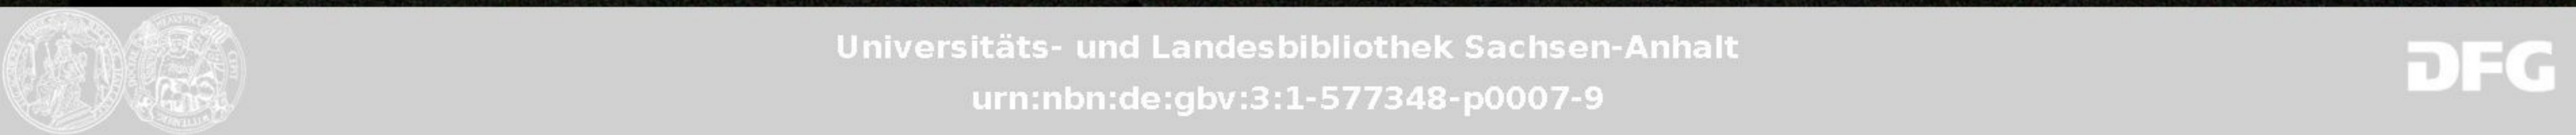 Universitäts- und Landesbibliothek Sachsen-Anhalt
urn:nbn:de:gbv:3:1-577348-p0007-9
DFG